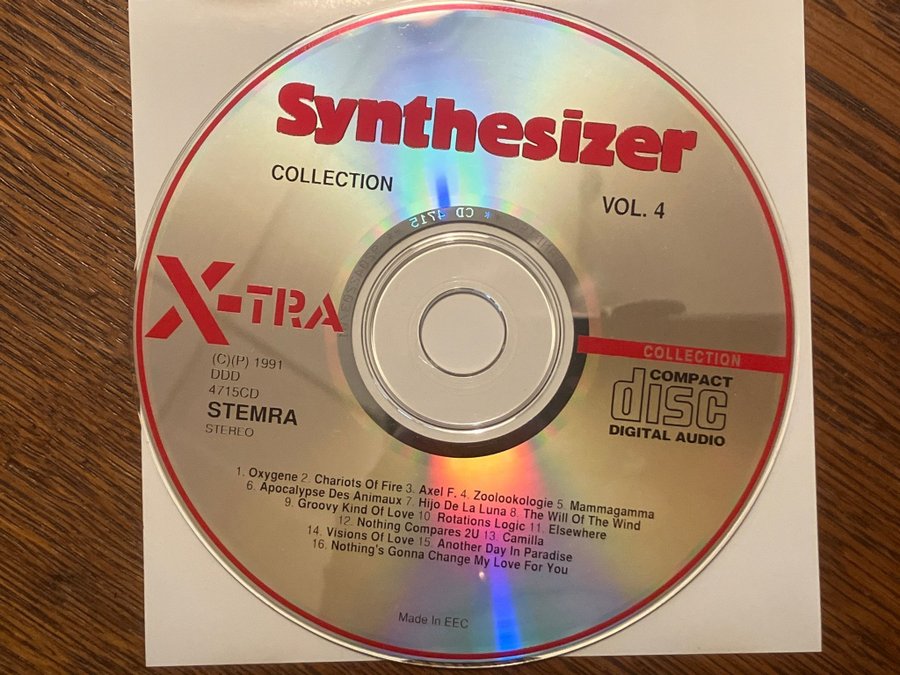 Synthesizer
COLLECTION
VOL. 4
* CD 4715
X-TRA
(C)(P) 1991
DDD
4715CD
STEMRA
STEREO
COLLECTION
COMPACT
disc
DIGITAL AUDIO
1. Oxygene 2. Chariots Of Fire 3. Axel F. 4. Zoolookologie 5. Mammagamma
6. Apocalypse Des Animaux 7. Hijo De La Luna 8. The Will Of The Wind
9. Groovy Kind Of Love 10 Rotations Logic 11. Elsewhere
12. Nothing Compares 2U 13. Camilla
14. Visions Of Love 15. Another Day In Paradise
16. Nothing's Gonna Change My Love For You
Made In EEC